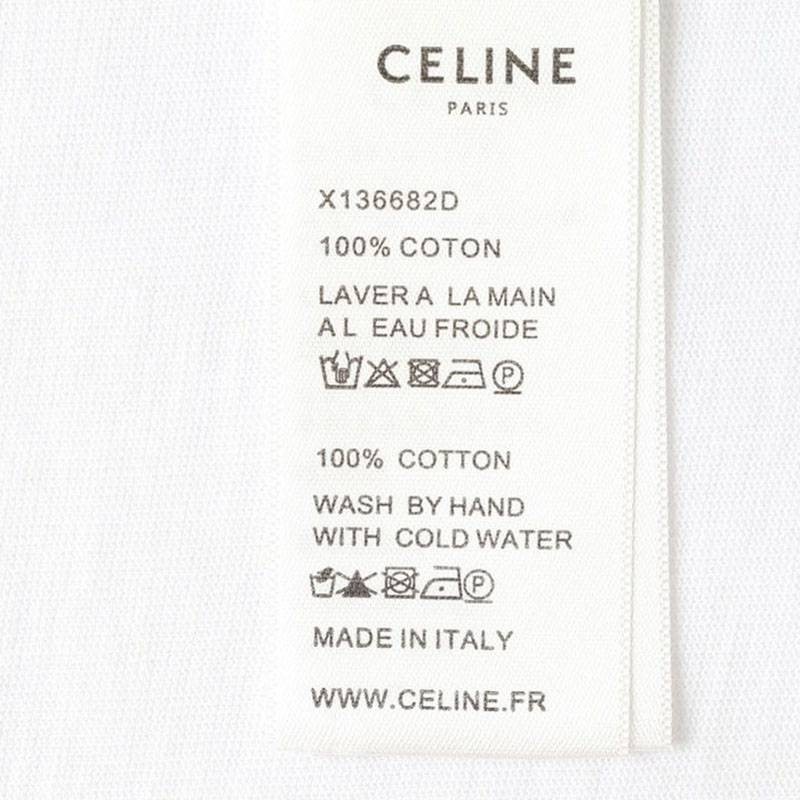 CELINE
PARIS
X136682D
100% COTON
LAVER A LA MAIN
A L EAU FROIDE
P
100% COTTON
WASH BY HAND
WITH COLD WATER
P
MADE IN ITALY
WWW.CELINE.FR